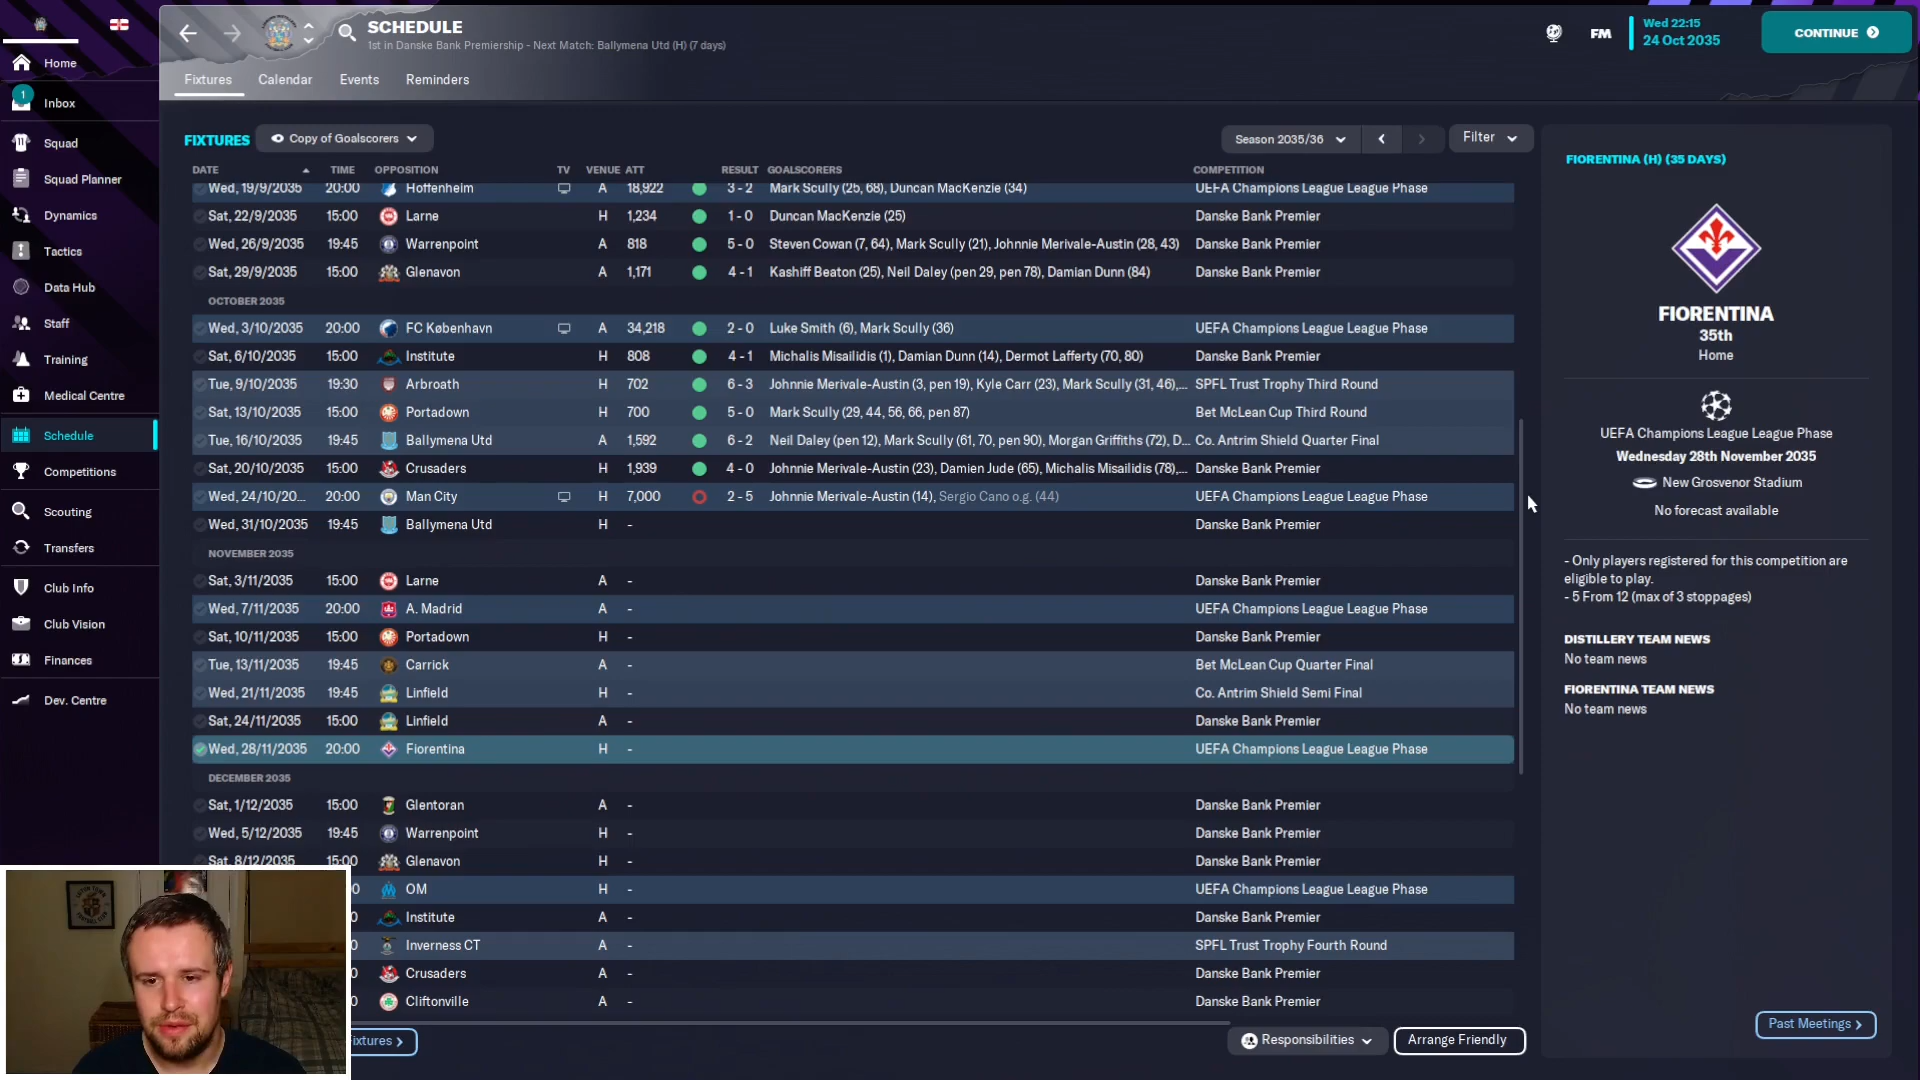 SCHEDULE
1st in Danske Bank Premiership - Next Match: Ballymena Utd (H) (7 days)
FM
Wed 22:15
24 Oct 2035
CONTINUE
Home
1
Inbox
Squad
Squad Planner
Dynamics
Tactics
Data Hub
Staff
Training
Medical Centre
Schedule
Competitions
Scouting
Transfers
Club Info
Club Vision
Finances
Dev. Centre
Fixtures Calendar Events Reminders
FIXTURES Copy of Goalscorers Season 2035/36 Filter
DATE TIME OPPOSITION TV VENUE ATT RESULT GOALSCORERS COMPETITION
Wed, 19/9/2035 20:00 Hoffenheim A 18,922 3 - 2 Mark Scully (25, 68), Duncan MacKenzie (34) UEFA Champions League League Phase
Sat, 22/9/2035 15:00 Larne H 1,234 1 - 0 Duncan MacKenzie (25) Danske Bank Premier
Wed, 26/9/2035 19:45 Warrenpoint A 818 5 - 0 Steven Cowan (7, 64), Mark Scully (21), Johnnie Merivale-Austin (28, 43) Danske Bank Premier
Sat, 29/9/2035 15:00 Glenavon A 1,171 4 - 1 Kashiff Beaton (25), Neil Daley (pen 29, pen 78), Damian Dunn (84) Danske Bank Premier
OCTOBER 2035
Wed, 3/10/2035 20:00 FC København A 34,218 2 - 0 Luke Smith (6), Mark Scully (36) UEFA Champions League League Phase
Sat, 6/10/2035 15:00 Institute H 808 4 - 1 Michalis Misailidis (1), Damian Dunn (14), Dermot Lafferty (70, 80) Danske Bank Premier
Tue, 9/10/2035 19:30 Arbroath H 702 6 - 3 Johnnie Merivale-Austin (3, pen 19), Kyle Carr (23), Mark Scully (31, 46),... SPFL Trust Trophy Third Round
Sat, 13/10/2035 15:00 Portadown H 700 5 - 0 Mark Scully (29, 44, 56, 66, pen 87) Bet McLean Cup Third Round
Tue, 16/10/2035 19:45 Ballymena Utd A 1,592 6 - 2 Neil Daley (pen 12), Mark Scully (61, 70, pen 90), Morgan Griffiths (72), D... Co. Antrim Shield Quarter Final
Sat, 20/10/2035 15:00 Crusaders H 1,939 4 - 0 Johnnie Merivale-Austin (23), Damien Jude (65), Michalis Misailidis (78),... Danske Bank Premier
Wed, 24/10/20... 20:00 Man City H 7,000 2 - 5 Johnnie Merivale-Austin (14), Sergio Cano o.g. (44) UEFA Champions League League Phase
Wed, 31/10/2035 19:45 Ballymena Utd H - Danske Bank Premier
NOVEMBER 2035
Sat, 3/11/2035 15:00 Larne A - Danske Bank Premier
Wed, 7/11/2035 20:00 A. Madrid A - UEFA Champions League League Phase
Sat, 10/11/2035 15:00 Portadown H - Danske Bank Premier
Tue, 13/11/2035 19:45 Carrick A - Bet McLean Cup Quarter Final
Wed, 21/11/2035 19:45 Linfield H - Co. Antrim Shield Semi Final
Sat, 24/11/2035 15:00 Linfield A - Danske Bank Premier
Wed, 28/11/2035 20:00 Fiorentina H - UEFA Champions League League Phase
DECEMBER 2035
Sat, 1/12/2035 15:00 Glentoran A - Danske Bank Premier
Wed, 5/12/2035 19:45 Warrenpoint H - Danske Bank Premier
Sat, 8/12/2035 15:00 Glenavon H - Danske Bank Premier
0 OM H - UEFA Champions League League Phase
0 Institute A - Danske Bank Premier
0 Inverness CT A - SPFL Trust Trophy Fourth Round
0 Crusaders A - Danske Bank Premier
0 Cliftonville A - Danske Bank Premier
ixtures Responsibilities Arrange Friendly
FIORENTINA (H) (35 DAYS)
FIORENTINA
35th
Home
UEFA Champions League League Phase
Wednesday 28th November 2035
New Grosvenor Stadium
No forecast available
- Only players registered for this competition are
eligible to play.
- 5 From 12 (max of 3 stoppages)
DISTILLERY TEAM NEWS
No team news
FIORENTINA TEAM NEWS
No team news
Past Meetings